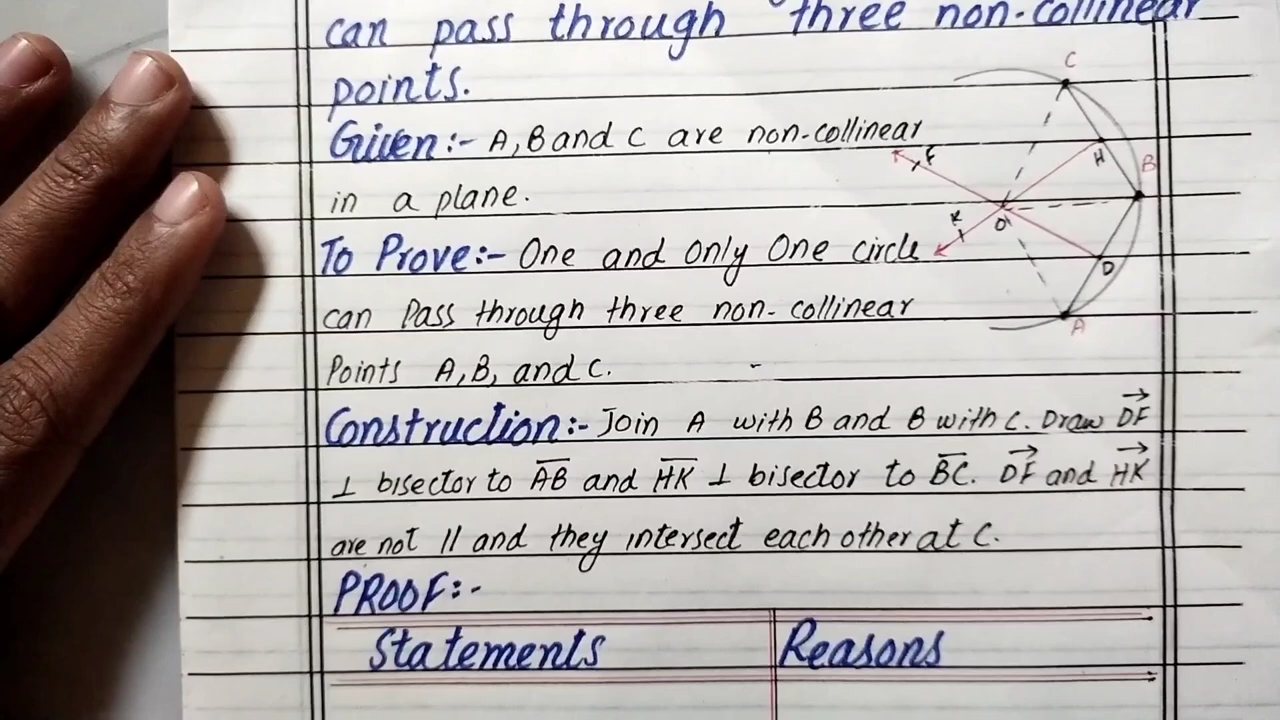 can pass through three non-collinear
points.
Given:- A, B and C are non-collinear
in a plane.
To Prove:- One and only One circle
can Pass through three non-collinear
Points A, B, and C.
Construction:- Join A with B and B with C. Draw DF
⊥ bisector to AB and HK ⊥ bisector to BC. DF and HK
are not // and they intersect each other at C.
PROOF:-
Statements Reasons
C
H
B
F
K
O
D
A